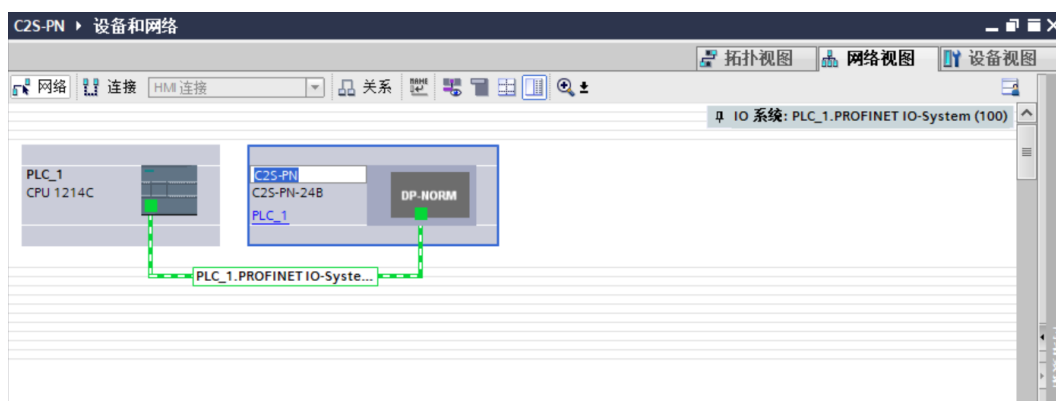 C2S-PN ▸ 设备和网络
拓扑视图 网络视图 设备视图
网络 连接 HMI 连接 关系
IO 系统: PLC_1.PROFINET IO-System (100)
PLC_1
CPU 1214C
C2S-PN
C2S-PN-24B
PLC_1
DP-NORM
PLC_1.PROFINET IO-Syste...